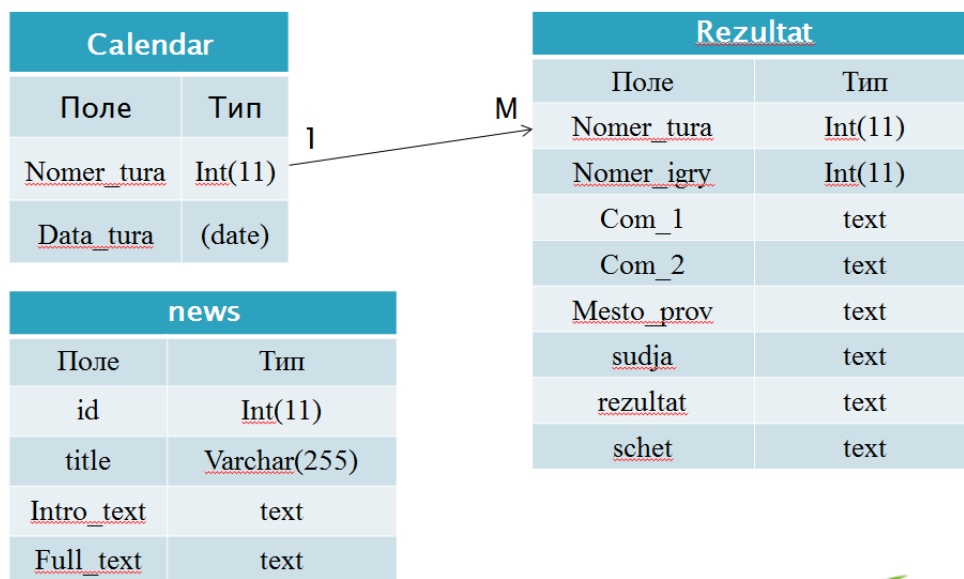 Calendar
Поле Тип
Nomer_tura Int(11)
Data_tura (date)
1
M
Rezultat
Поле Тип
Nomer_tura Int(11)
Nomer_igry Int(11)
Com_1 text
Com_2 text
Mesto_prov text
sudja text
rezultat text
schet text
news
Поле Тип
id Int(11)
title Varchar(255)
Intro_text text
Full_text text